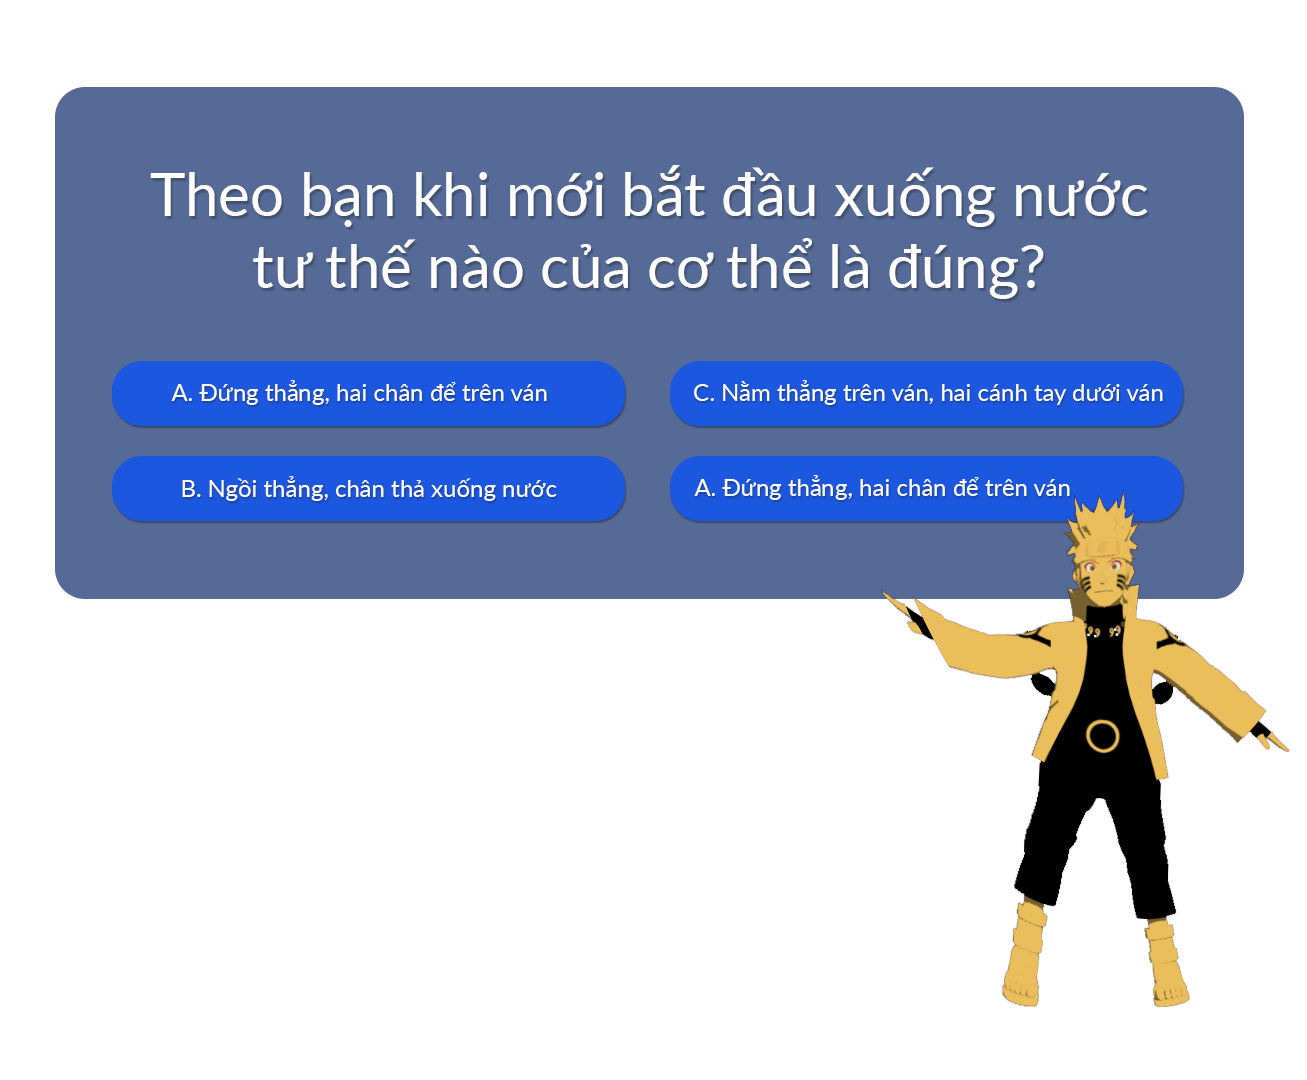 Theo bạn khi mới bắt đầu xuống nước
tư thế nào của cơ thể là đúng?
A. Đứng thẳng, hai chân để trên ván
B. Ngồi thẳng, chân thả xuống nước
C. Nằm thẳng trên ván, hai cánh tay dưới ván
A. Đứng thẳng, hai chân để trên ván